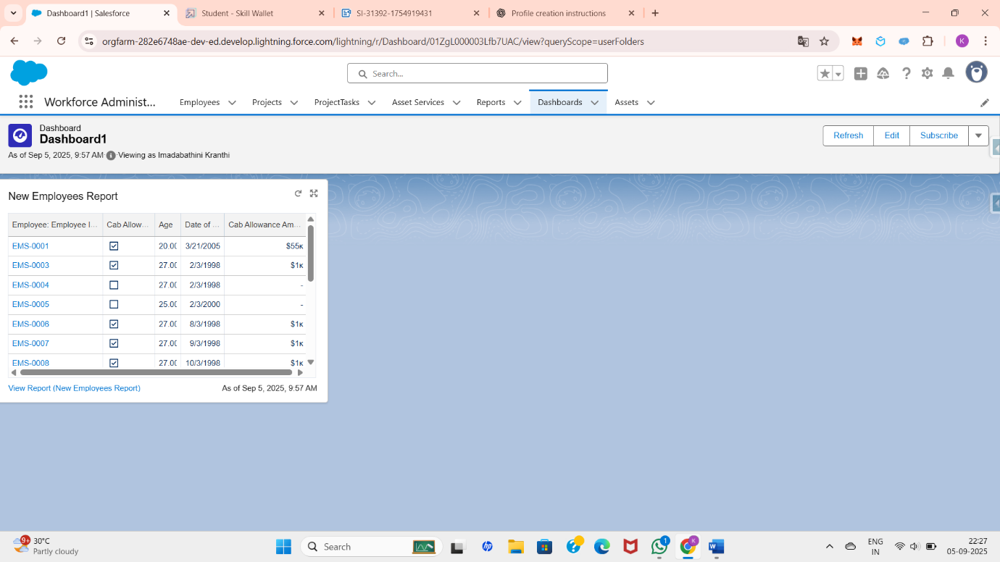 Dashboard1 | Salesforce
Student - Skill Wallet
SI-31392-1754919431
Profile creation instructions
orgfarm-282e6748ae-dev-ed.develop.lightning.force.com/lightning/r/Dashboard/01ZgL000003Lfb7UAC/view?queryScope=userFolders
K
Search...
Workforce Administ...
Employees
Projects
ProjectTasks
Asset Services
Reports
Dashboards
Assets
Dashboard
Dashboard1
As of Sep 5, 2025, 9:57 AM·Viewing as Imadabathini Kranthi
Refresh
Edit
Subscribe
New Employees Report
Employee: Employee I... Cab Allow... Age Date of ... Cab Allowance Am...
EMS-0001 20.00 3/21/2005 $55K
EMS-0003 27.00 2/3/1998 $1K
EMS-0004 27.00 2/3/1998 -
EMS-0005 25.00 2/3/2000 -
EMS-0006 27.00 8/3/1998 $1K
EMS-0007 27.00 9/3/1998 $1K
EMS-0008 27.00 10/3/1998 $1K
View Report (New Employees Report)
As of Sep 5, 2025, 9:57 AM
9+
30°C
Partly cloudy
Search
hp
1
K
W
ENG
IN
22:27
05-09-2025